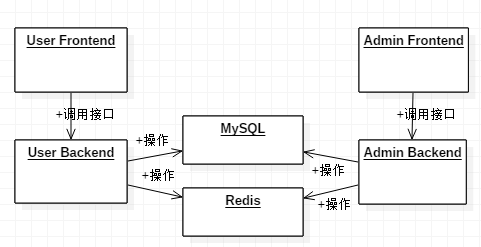 User Frontend
Admin Frontend
+调用接口
+调用接口
MySQL
+操作
User Backend
Admin Backend
+操作
+操作
Redis
+操作